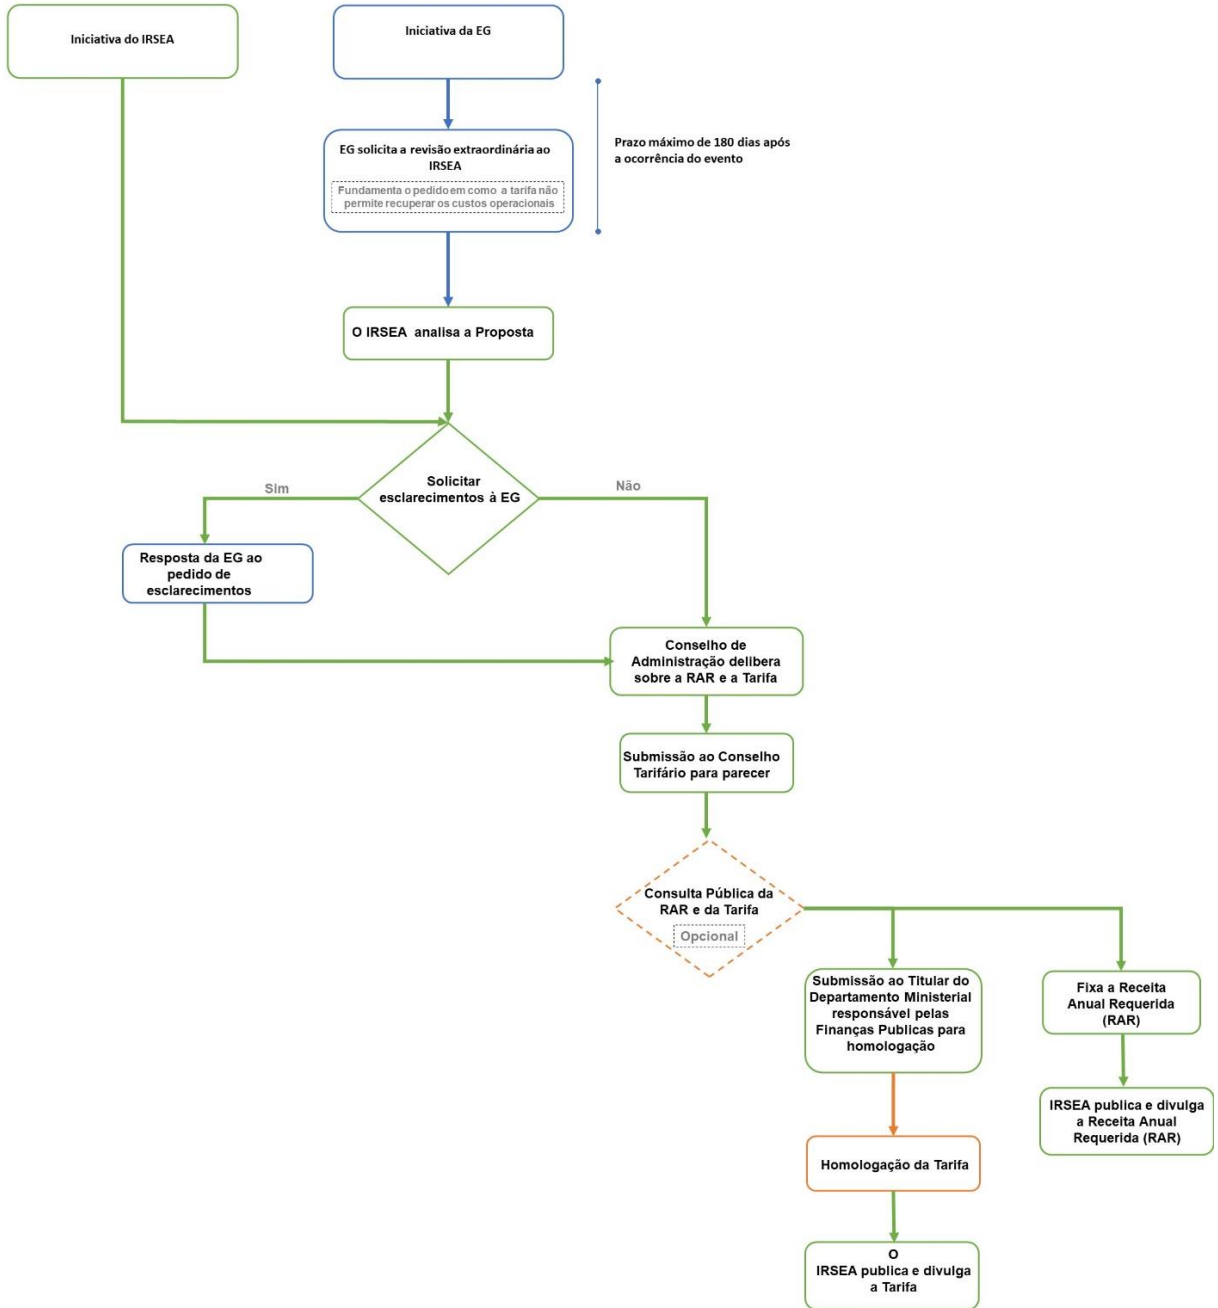 Iniciativa do IRSEA
Iniciativa da EG
EG solicita a revisão extraordinária ao
IRSEA
Fundamenta o pedido em como a tarifa não
permite recuperar os custos operacionais
Prazo máximo de 180 dias após
a ocorrência do evento
O IRSEA analisa a Proposta
Solicitar
esclarecimentos à EG
Sim
Não
Resposta da EG ao
pedido de
esclarecimentos
Conselho de
Administração delibera
sobre a RAR e a Tarifa
Submissão ao Conselho
Tarifário para parecer
Consulta Pública da
RAR e da Tarifa
Opcional
Submissão ao Titular do
Departamento Ministerial
responsável pelas
Finanças Publicas para
homologação
Fixa a Receita
Anual Requerida
(RAR)
IRSEA publica e divulga
a Receita Anual
Requerida (RAR)
Homologação da Tarifa
O
IRSEA publica e divulga
a Tarifa